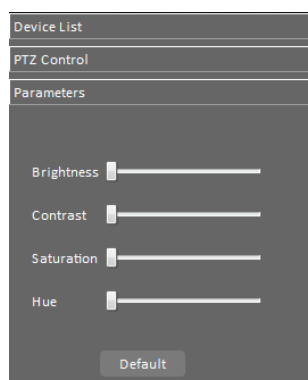 Device List
PTZ Control
Parameters
Brightness
Contrast
Saturation
Hue
Default